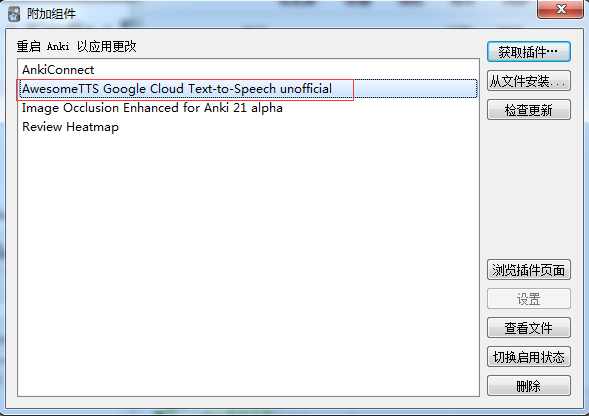 附加组件
重启 Anki 以应用更改
AnkiConnect
AwesomeTTS Google Cloud Text-to-Speech unofficial
Image Occlusion Enhanced for Anki 21 alpha
Review Heatmap
获取插件…
从文件安装...
检查更新
浏览插件页面
设置
查看文件
切换启用状态
删除